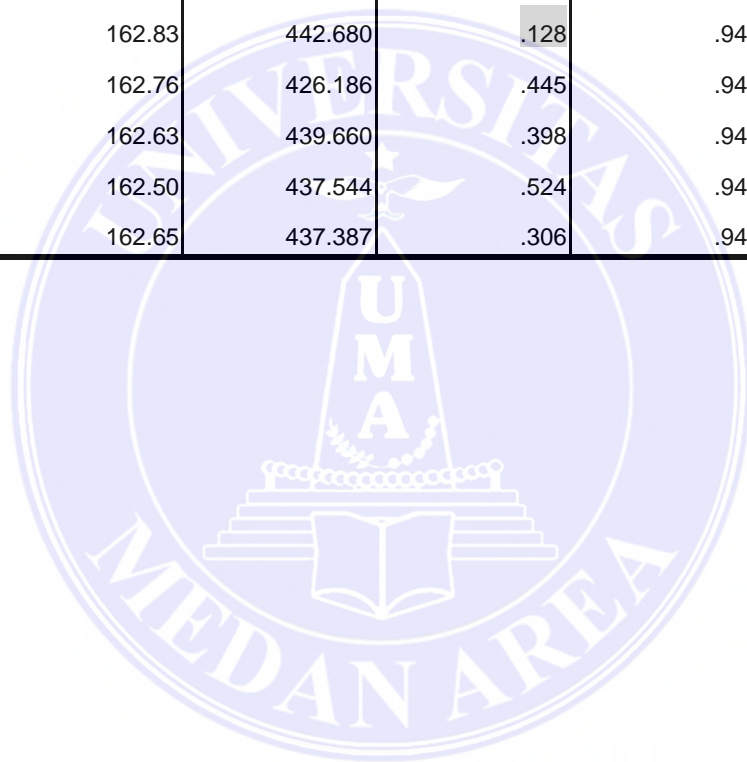 162.83 442.680 .128 .94
162.76 426.186 .445 .94
162.63 439.660 .398 .94
162.50 437.544 .524 .94
162.65 437.387 .306 .94
UNIVERSITAS
U
M
A
MEDAN AREA